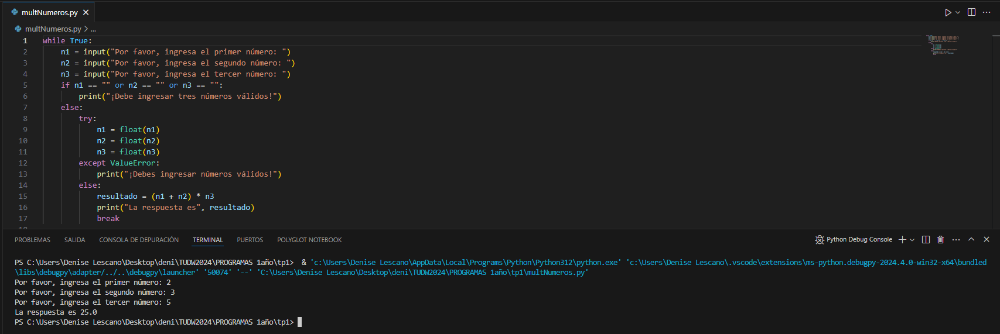 multNumeros.py
multNumeros.py > ...
1 while True:
2 n1 = input("Por favor, ingresa el primer número: ")
3 n2 = input("Por favor, ingresa el segundo número: ")
4 n3 = input("Por favor, ingresa el tercer número: ")
5 if n1 == "" or n2 == "" or n3 == "":
6 print("¡Debe ingresar tres números válidos!")
7 else:
8 try:
9 n1 = float(n1)
10 n2 = float(n2)
11 n3 = float(n3)
12 except ValueError:
13 print("¡Debes ingresar números válidos!")
14 else:
15 resultado = (n1 + n2) * n3
16 print("La respuesta es", resultado)
17 break
PROBLEMAS SALIDA CONSOLA DE DEPURACIÓN TERMINAL PUERTOS POLYGLOT NOTEBOOK Python Debug Console
PS C:\Users\Denise Lescano\Desktop\deni\TUDW2024\PROGRAMAS 1año\tp1> & 'c:\Users\Denise Lescano\AppData\Local\Programs\Python\Python312\python.exe' 'c:\Users\Denise Lescano\.vscode\extensions\ms-python.debugpy-2024.4.0-win32-x64\bundled
\libs\debugpy\adapter/../..\debugpy\launcher' '50074' '--' 'C:\Users\Denise Lescano\Desktop\deni\TUDW2024\PROGRAMAS 1año\tp1\multNumeros.py'
Por favor, ingresa el primer número: 2
Por favor, ingresa el segundo número: 3
Por favor, ingresa el tercer número: 5
La respuesta es 25.0
PS C:\Users\Denise Lescano\Desktop\deni\TUDW2024\PROGRAMAS 1año\tp1>